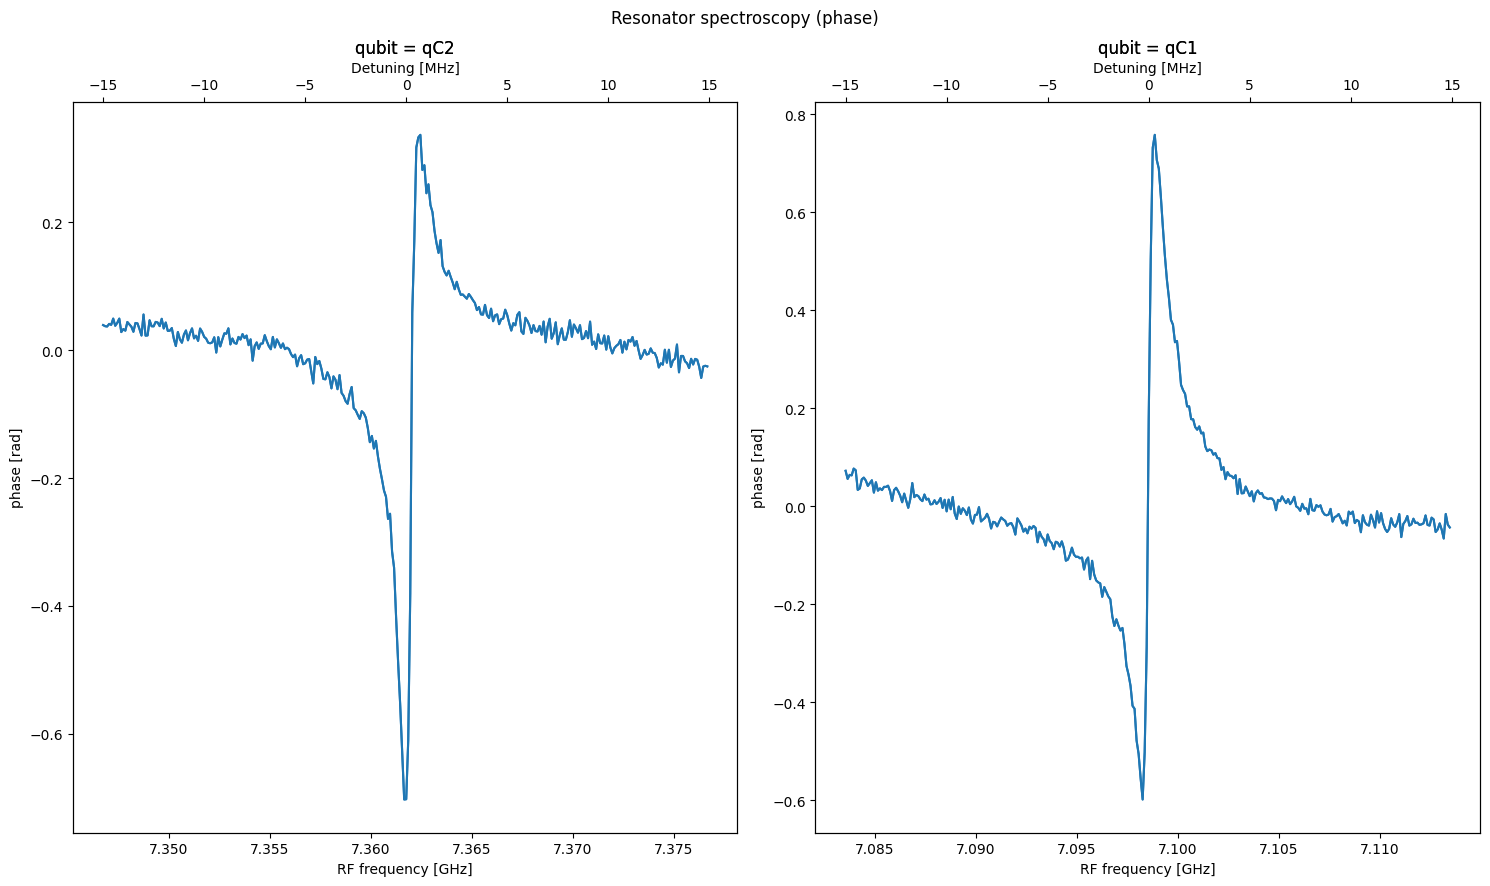 Resonator spectroscopy (phase)
qubit = qC2
Detuning [MHz]
−15 −10 −5 0 5 10 15
0.2
0.0
−0.2
−0.4
−0.6
phase [rad]
7.350 7.355 7.360 7.365 7.370 7.375
RF frequency [GHz]
qubit = qC1
Detuning [MHz]
−15 −10 −5 0 5 10 15
0.8
0.6
0.4
0.2
0.0
−0.2
−0.4
−0.6
phase [rad]
7.085 7.090 7.095 7.100 7.105 7.110
RF frequency [GHz]